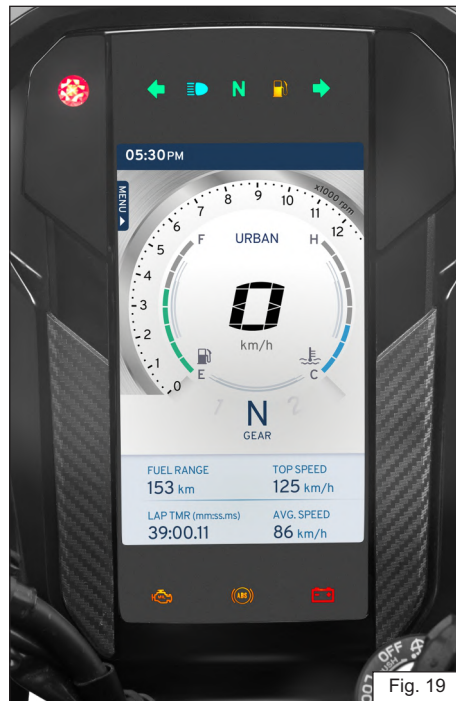 N
05:30 PM
MENU
x1000 rpm
0
1
2
3
4
5
6
7
8
9
10
11
12
F
URBAN
H
0
km/h
E
C
1 N 2
GEAR
FUEL RANGE TOP SPEED
153 km 125 km/h
LAP TMR (mm:ss.ms) AVG. SPEED
39:00.11 86 km/h
ABS
OFF
Fig. 19